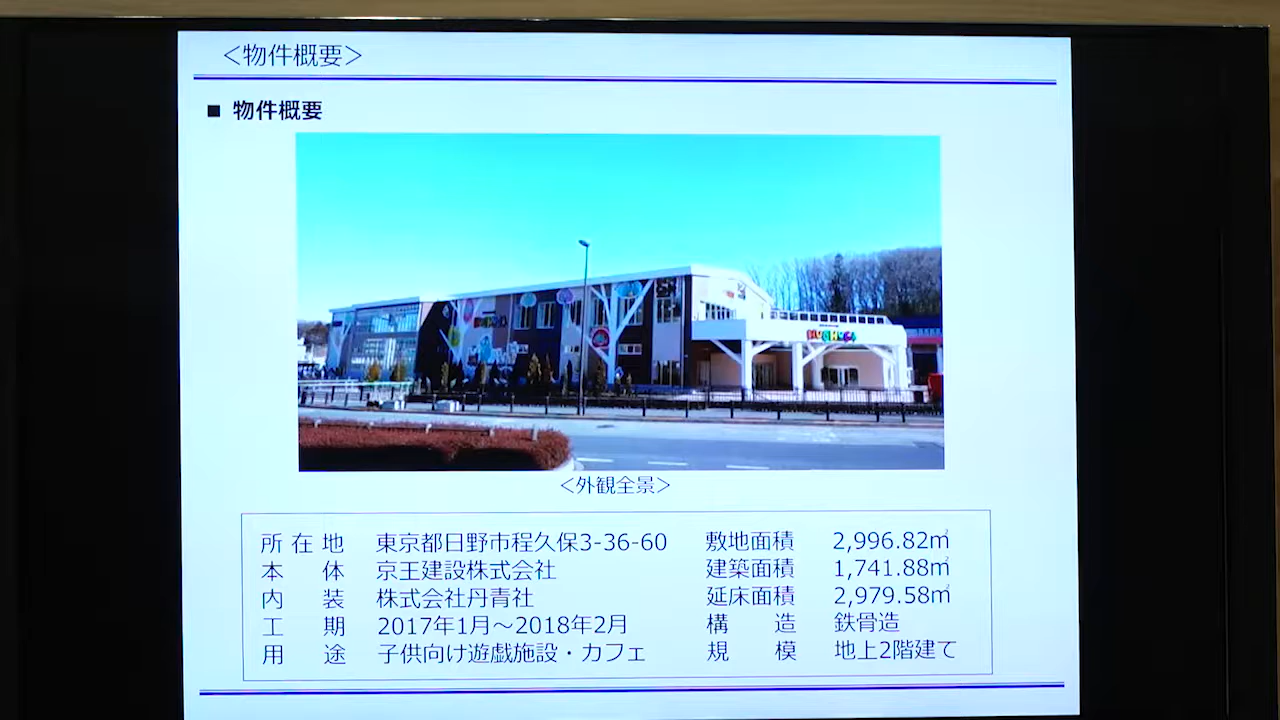 ＜物件概要＞
■ 物件概要
HUGHUG
＜外観全景＞
所在地 東京都日野市程久保3-36-60 敷地面積 2,996.82㎡
本体 京王建設株式会社 建築面積 1,741.88㎡
内装 株式会社丹青社 延床面積 2,979.58㎡
工期 2017年1月～2018年2月 構造 鉄骨造
用途 子供向け遊戯施設・カフェ 規模 地上2階建て